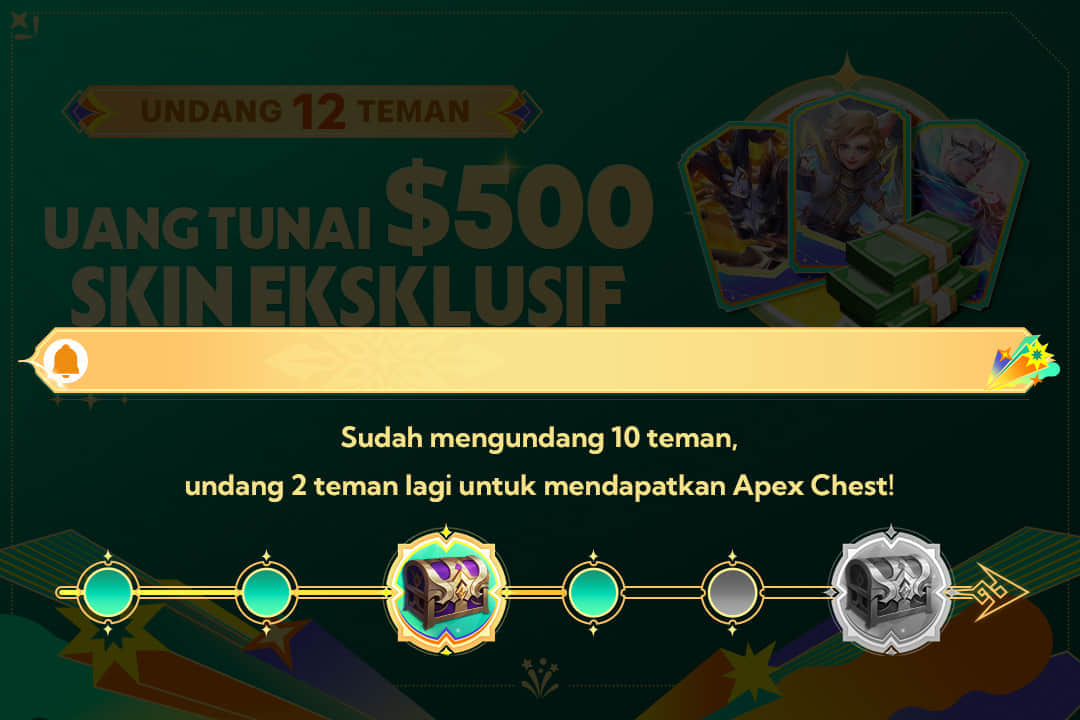 UNDANG 12 TEMAN
UANG TUNAI $500
SKIN EKSKLUSIF
Sudah mengundang 10 teman,
undang 2 teman lagi untuk mendapatkan Apex Chest!